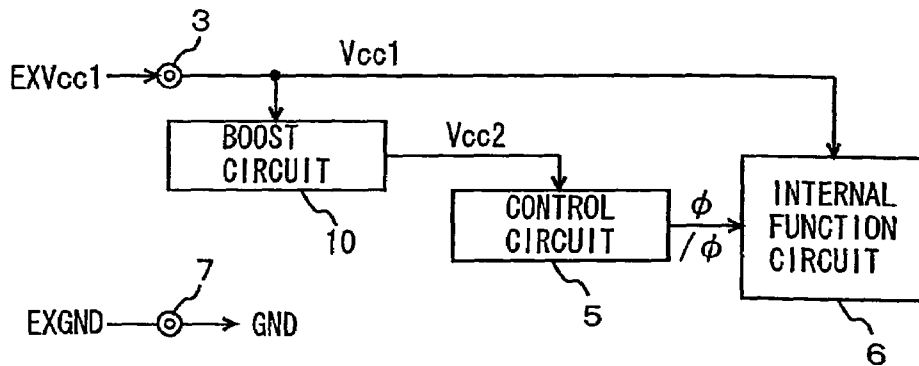 3
EXVcc1
Vcc1
BOOST
CIRCUIT
10
Vcc2
CONTROL
CIRCUIT
5
φ
/φ
INTERNAL
FUNCTION
CIRCUIT
6
7
EXGND
GND